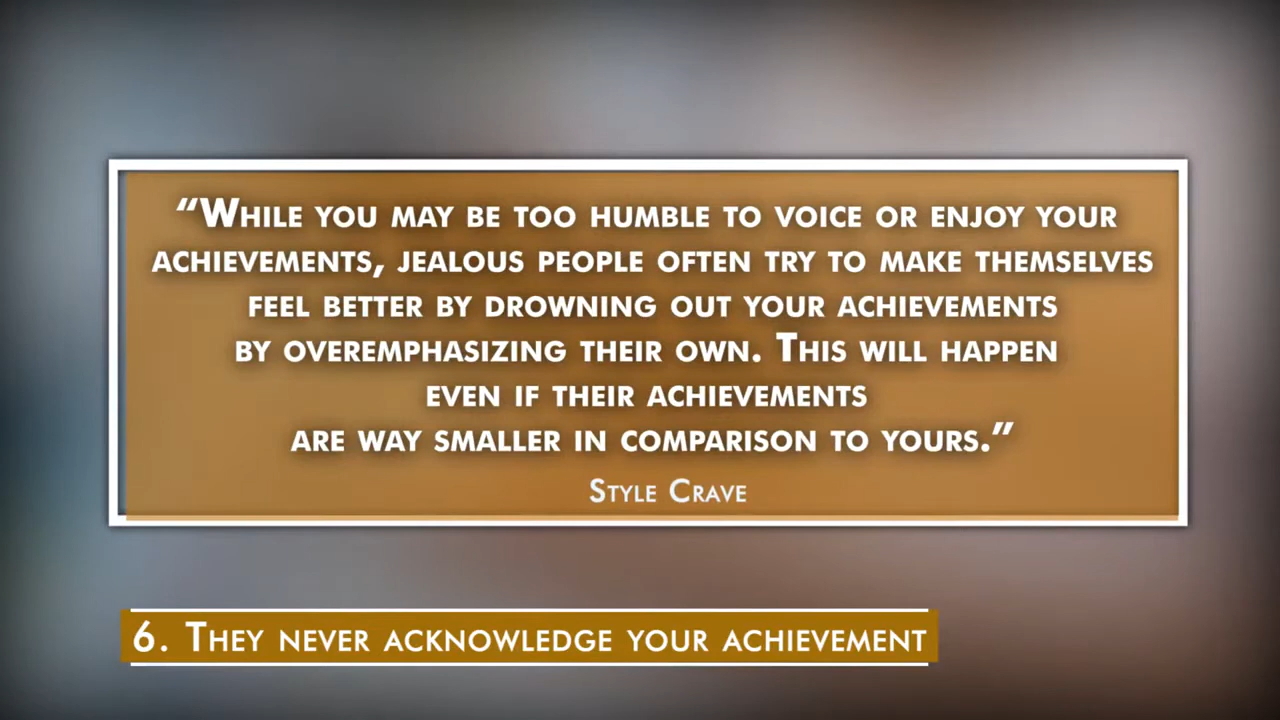 “While you may be too humble to voice or enjoy your
achievements, jealous people often try to make themselves
feel better by drowning out your achievements
by overemphasizing their own. This will happen
even if their achievements
are way smaller in comparison to yours.”
Style Crave
6. They never acknowledge your achievement